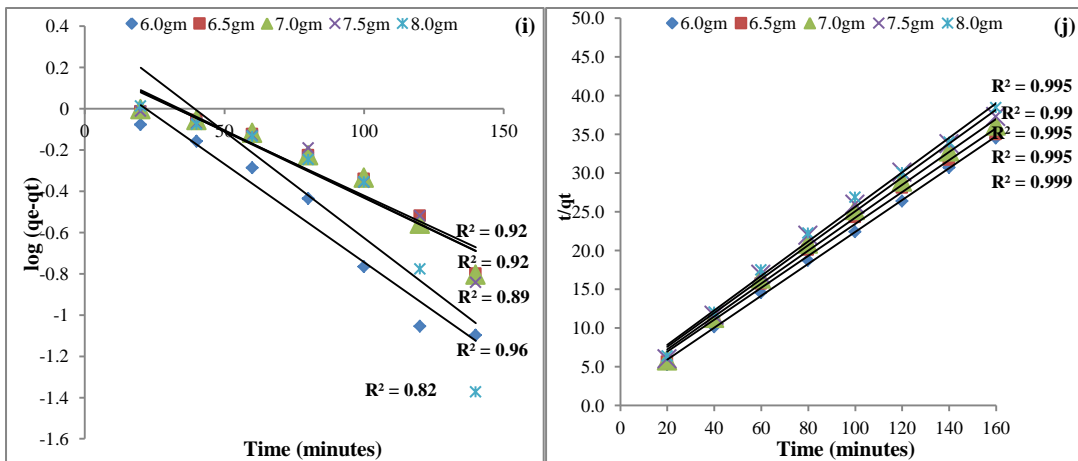 6.0gm 6.5gm 7.0gm 7.5gm 8.0gm (i)
0.4
0.2
0
-0.2
-0.4
-0.6
-0.8
-1
-1.2
-1.4
-1.6
0 50 100 150
log (qe-qt)
Time (minutes)
R² = 0.92
R² = 0.92
R² = 0.89
R² = 0.96
R² = 0.82
6.0gm 6.5gm 7.0gm 7.5gm 8.0gm (j)
50.0
45.0
40.0
35.0
30.0
25.0
20.0
15.0
10.0
5.0
0.0
0 20 40 60 80 100 120 140 160
t/qt
Time (minutes)
R² = 0.995
R² = 0.99
R² = 0.995
R² = 0.995
R² = 0.999